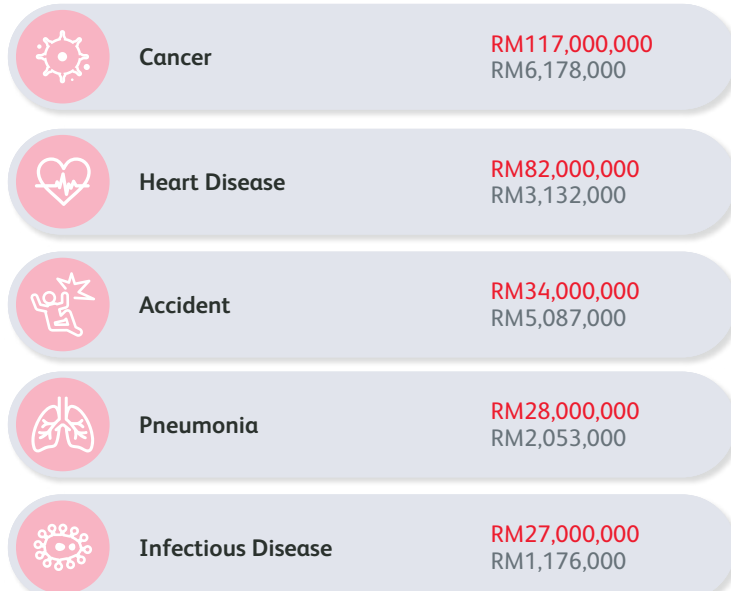 Cancer
RM117,000,000
RM6,178,000
Heart Disease
RM82,000,000
RM3,132,000
Accident
RM34,000,000
RM5,087,000
Pneumonia
RM28,000,000
RM2,053,000
Infectious Disease
RM27,000,000
RM1,176,000